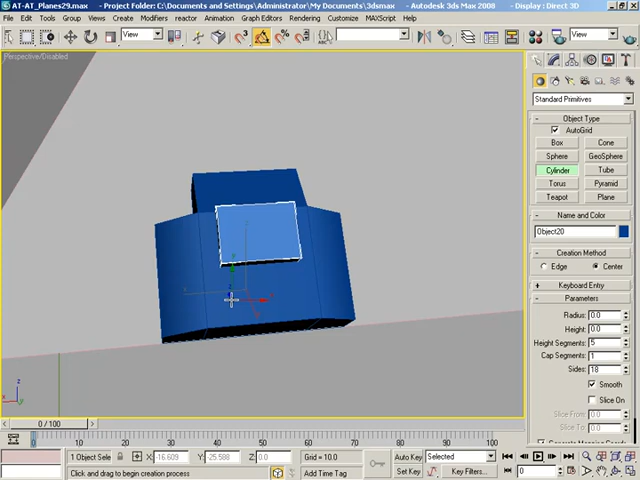 AT-AT_Planes29.max - Project Folder: C:\Documents and Settings\Administrator\My Documents\3dsmax - Autodesk 3ds Max 2008 - Display : Direct 3D
File Edit Tools Group Views Create Modifiers reactor Animation Graph Editors Rendering Customize MAXScript Help
View
View
Perspective/Disabled
Standard Primitives
Object Type
AutoGrid
Box Cone
Sphere GeoSphere
Cylinder Tube
Torus Pyramid
Teapot Plane
Name and Color
Object20
Creation Method
Edge Center
Keyboard Entry
Parameters
Radius: 0.0
Height: 0.0
Height Segments: 5
Cap Segments: 1
Sides: 18
Smooth
Slice On
Slice From: 0.0
Slice To: 0.0
Generate Mapping Coords.
0 / 100
0 10 20 30 40 50 60 70 80 90 100
1 Object Sele X: -16.609 Y: -25.588 Z: 0.0 Grid = 10.0 Auto Key Selected
Click and drag to begin creation process Add Time Tag Set Key Key Filters... 0